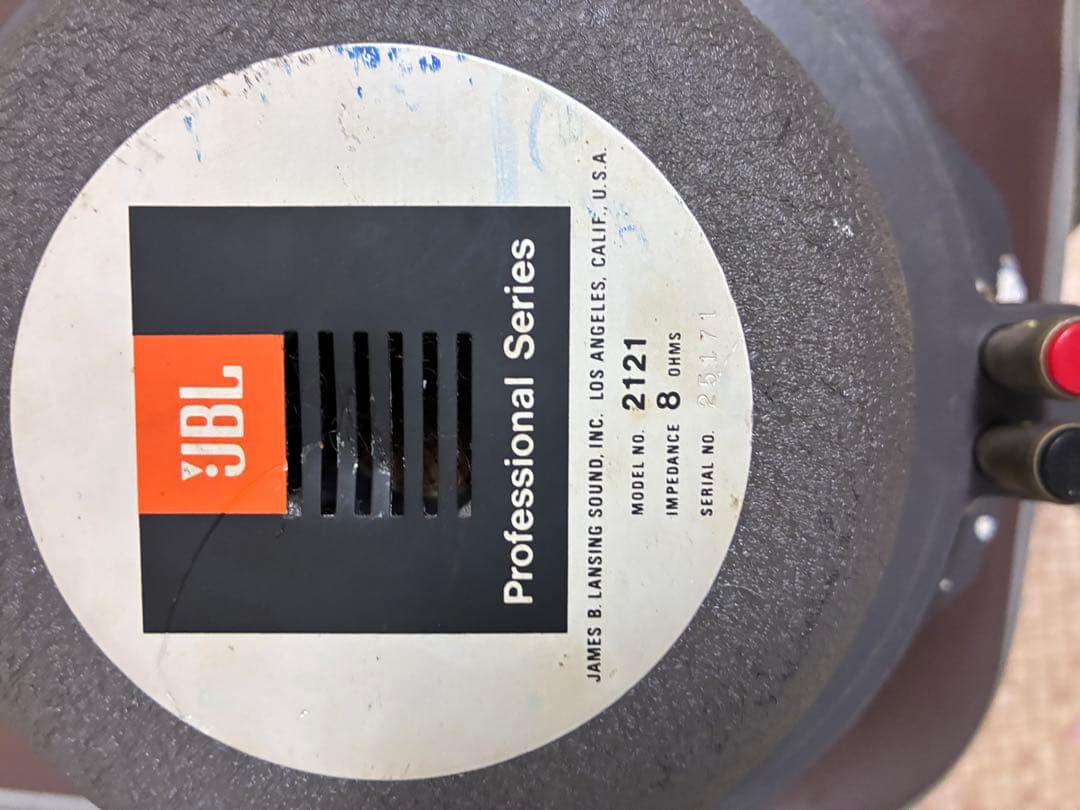 JBL
Professional Series
JAMES B. LANSING SOUND, INC. LOS ANGELES, CALIF., U.S.A.
MODEL NO. 2121
IMPEDANCE 8 OHMS
SERIAL NO. 25171